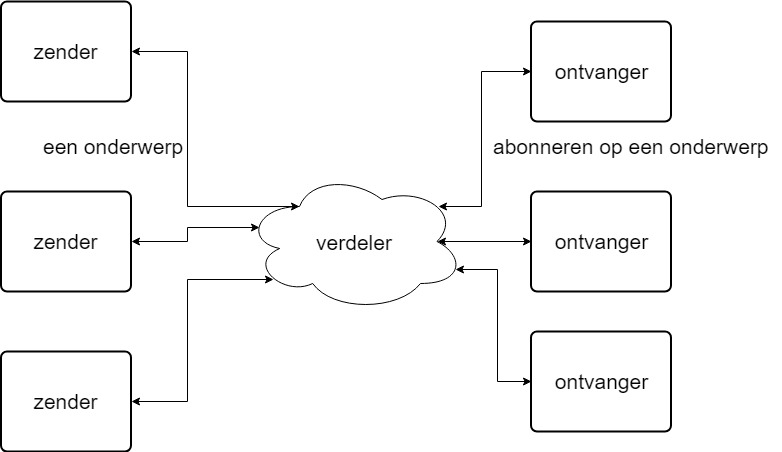 zender
ontvanger
een onderwerp
abonneren op een onderwerp
zender
verdeler
ontvanger
ontvanger
zender